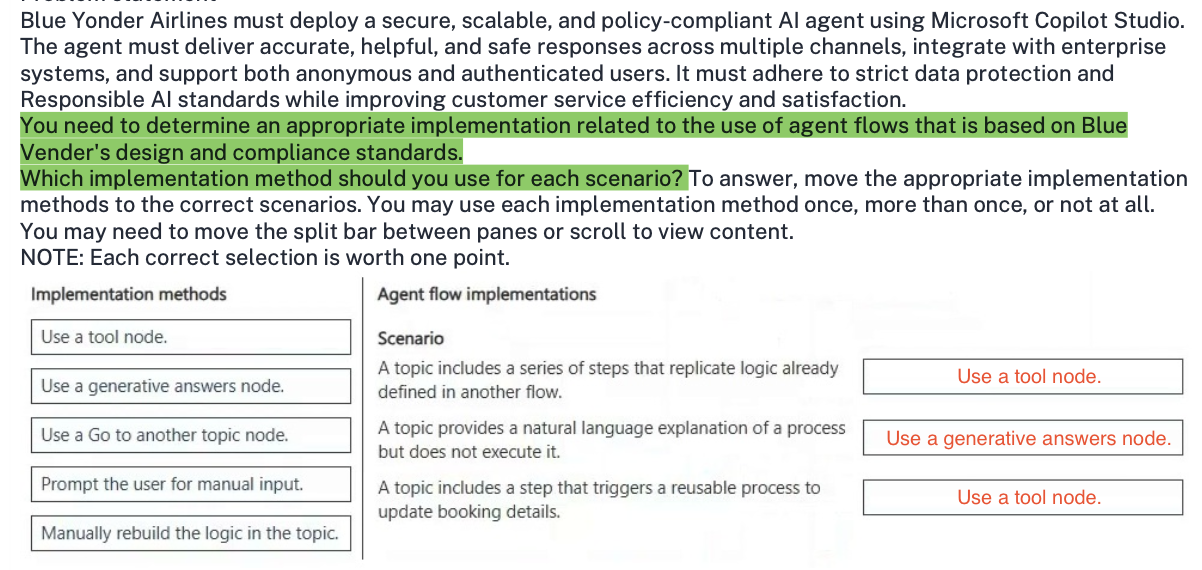 Blue Yonder Airlines must deploy a secure, scalable, and policy-compliant AI agent using Microsoft Copilot Studio.
The agent must deliver accurate, helpful, and safe responses across multiple channels, integrate with enterprise
systems, and support both anonymous and authenticated users. It must adhere to strict data protection and
Responsible AI standards while improving customer service efficiency and satisfaction.
You need to determine an appropriate implementation related to the use of agent flows that is based on Blue
Vender's design and compliance standards.
Which implementation method should you use for each scenario? To answer, move the appropriate implementation
methods to the correct scenarios. You may use each implementation method once, more than once, or not at all.
You may need to move the split bar between panes or scroll to view content.
NOTE: Each correct selection is worth one point.
Implementation methods
Use a tool node.
Use a generative answers node.
Use a Go to another topic node.
Prompt the user for manual input.
Manually rebuild the logic in the topic.
Agent flow implementations
Scenario
A topic includes a series of steps that replicate logic already
defined in another flow.
Use a tool node.
A topic provides a natural language explanation of a process
but does not execute it.
Use a generative answers node.
A topic includes a step that triggers a reusable process to
update booking details.
Use a tool node.